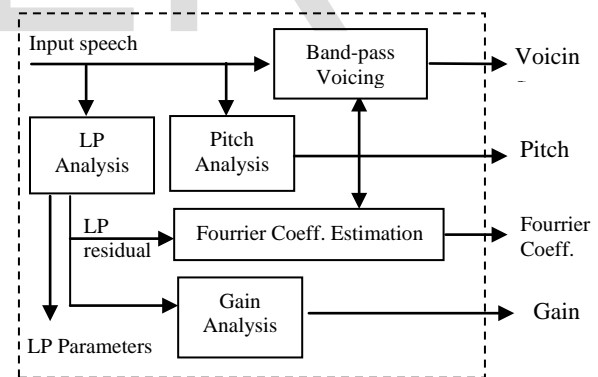 Input speech
Band-pass
Voicing
Voicin
LP
Analysis
Pitch
Analysis
Pitch
LP
residual
Fourrier Coeff. Estimation
Fourrier
Coeff.
Gain
Analysis
Gain
LP Parameters